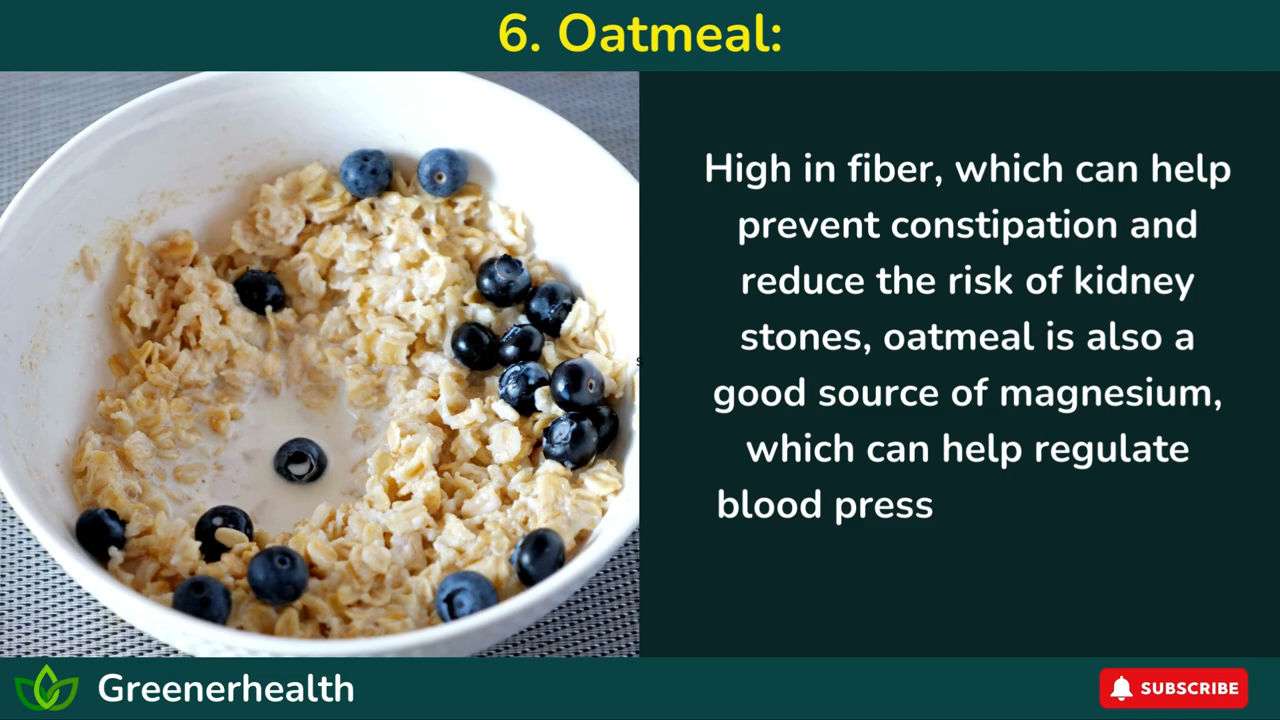 6. Oatmeal:
High in fiber, which can help
prevent constipation and
reduce the risk of kidney
stones, oatmeal is also a
good source of magnesium,
which can help regulate
blood press
Greenerhealth
SUBSCRIBE